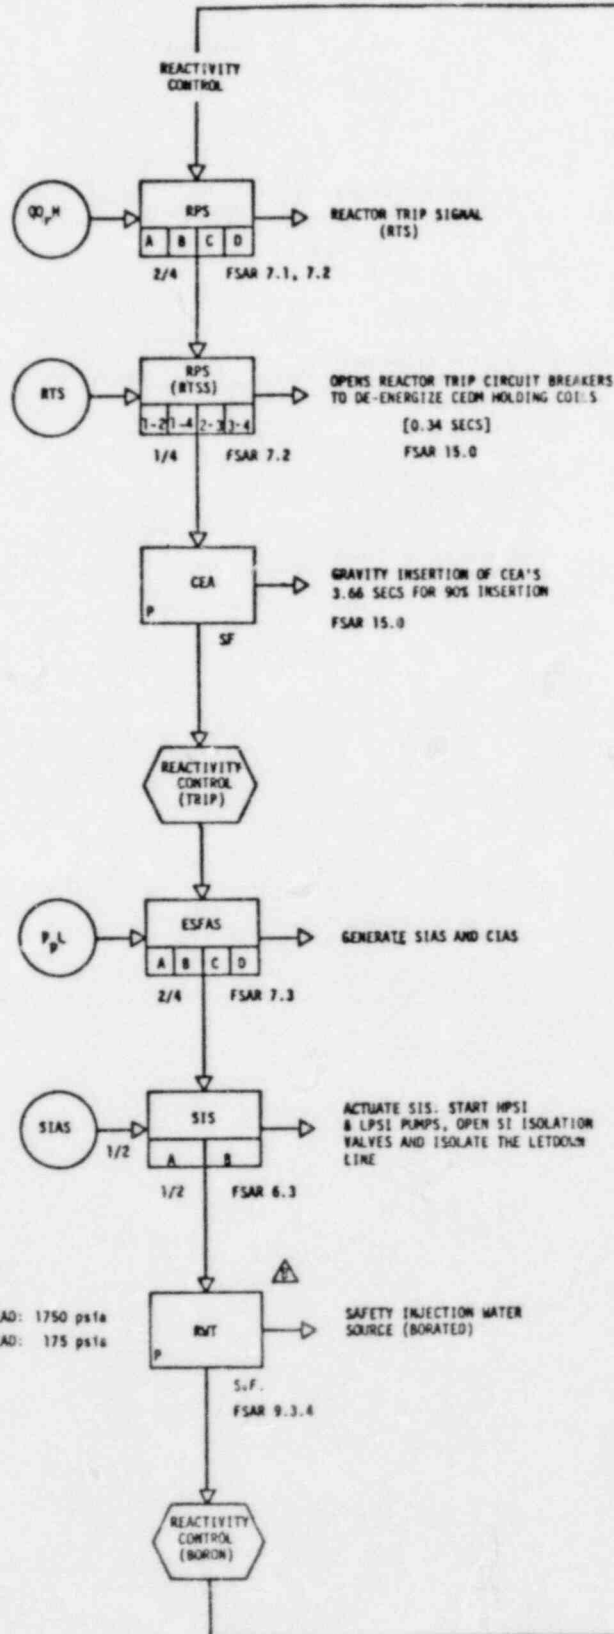 REACTIVITY
CONTROL
RPS
A B C D
REACTOR TRIP SIGNAL
(RTS)
2/4 FSAR 7.1, 7.2
RTS
RPS
(RTSS)
1-2 1-4 2-3 3-4
OPENS REACTOR TRIP CIRCUIT BREAKERS
TO DE-ENERGIZE CEDM HOLDING COILS
[0.34 SECS]
1/4 FSAR 7.2
FSAR 15.0
CEA
P
GRAVITY INSERTION OF CEA'S
3.66 SECS FOR 90% INSERTION
SF
FSAR 15.0
REACTIVITY
CONTROL
(TRIP)
PpL
ESFAS
A B C D
GENERATE SIAS AND CIAS
2/4 FSAR 7.3
SIAS
1/2
SIS
A B
ACTUATE SIS. START HPSI
& LPSI PUMPS, OPEN SI ISOLATION
VALVES AND ISOLATE THE LETDOWN
LINE
1/2 FSAR 6.3
AD: 1750 psia
AD: 175 psia
RWT
P
SAFETY INJECTION WATER
SOURCE (BORATED)
S.F.
FSAR 9.3.4
REACTIVITY
CONTROL
(BORON)